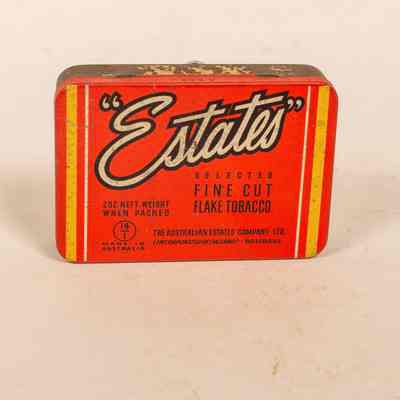 "Estates"
SELECTED
FINE CUT
FLAKE TOBACCO
2OZ. NETT. WEIGHT
WHEN PACKED
MADE IN
AUSTRALIA
THE AUSTRALIAN ESTATES COMPANY LTD.